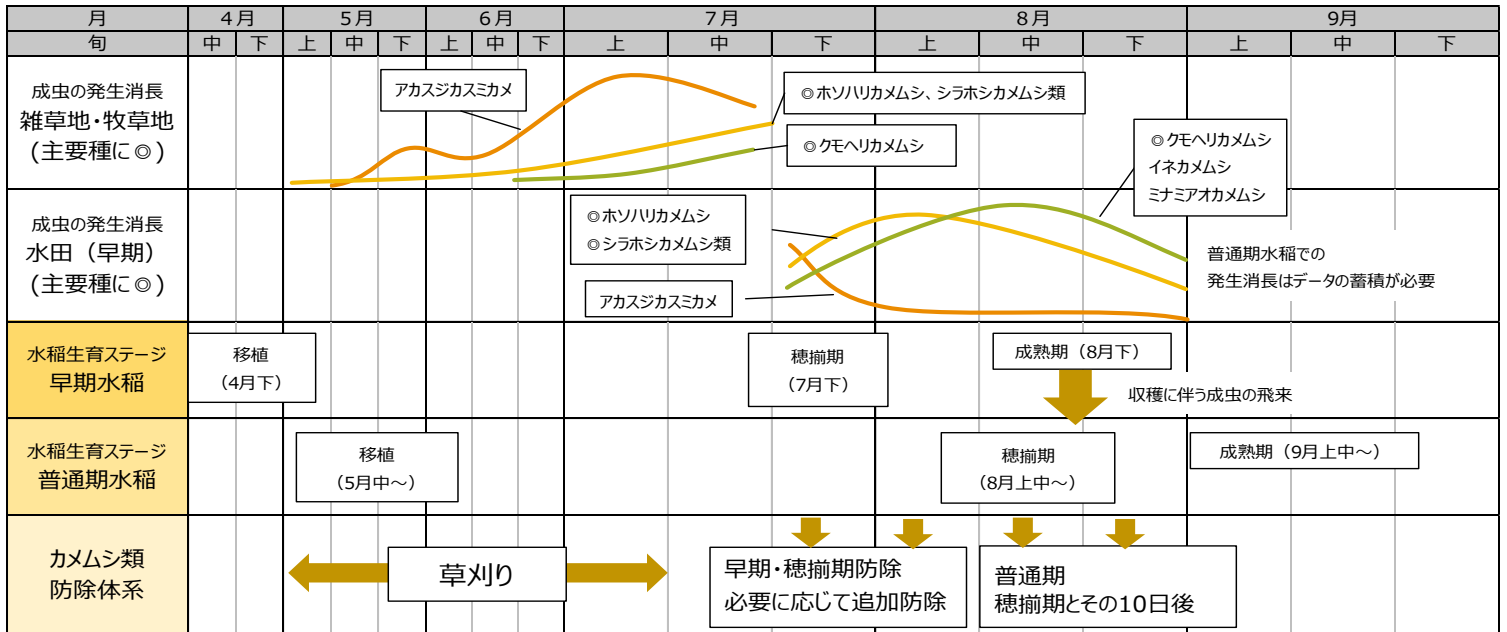 月 4月 5月 6月 7月 8月 9月
旬 中 下 上 中 下 上 中 下 上 中 下 上 中 下 上 中 下
成虫の発生消長
雑草地・牧草地
(主要種に◎)
アカスジカスミカメ
◎ホソハリカメムシ、シラホシカメムシ類
◎クモヘリカメムシ
成虫の発生消長
水田（早期）
(主要種に◎)
◎ホソハリカメムシ
◎シラホシカメムシ類
アカスジカスミカメ
◎クモヘリカメムシ
イネカメムシ
ミナミアオカメムシ
普通期水稲での
発生消長はデータの蓄積が必要
水稲生育ステージ
早期水稲
移植
（4月下）
穂揃期
（7月下）
成熟期（8月下）
収穫に伴う成虫の飛来
水稲生育ステージ
普通期水稲
移植
（5月中～）
穂揃期
（8月上中～）
成熟期（9月上中～）
カメムシ類
防除体系
草刈り
早期・穂揃期防除
必要に応じて追加防除
普通期
穂揃期とその10日後